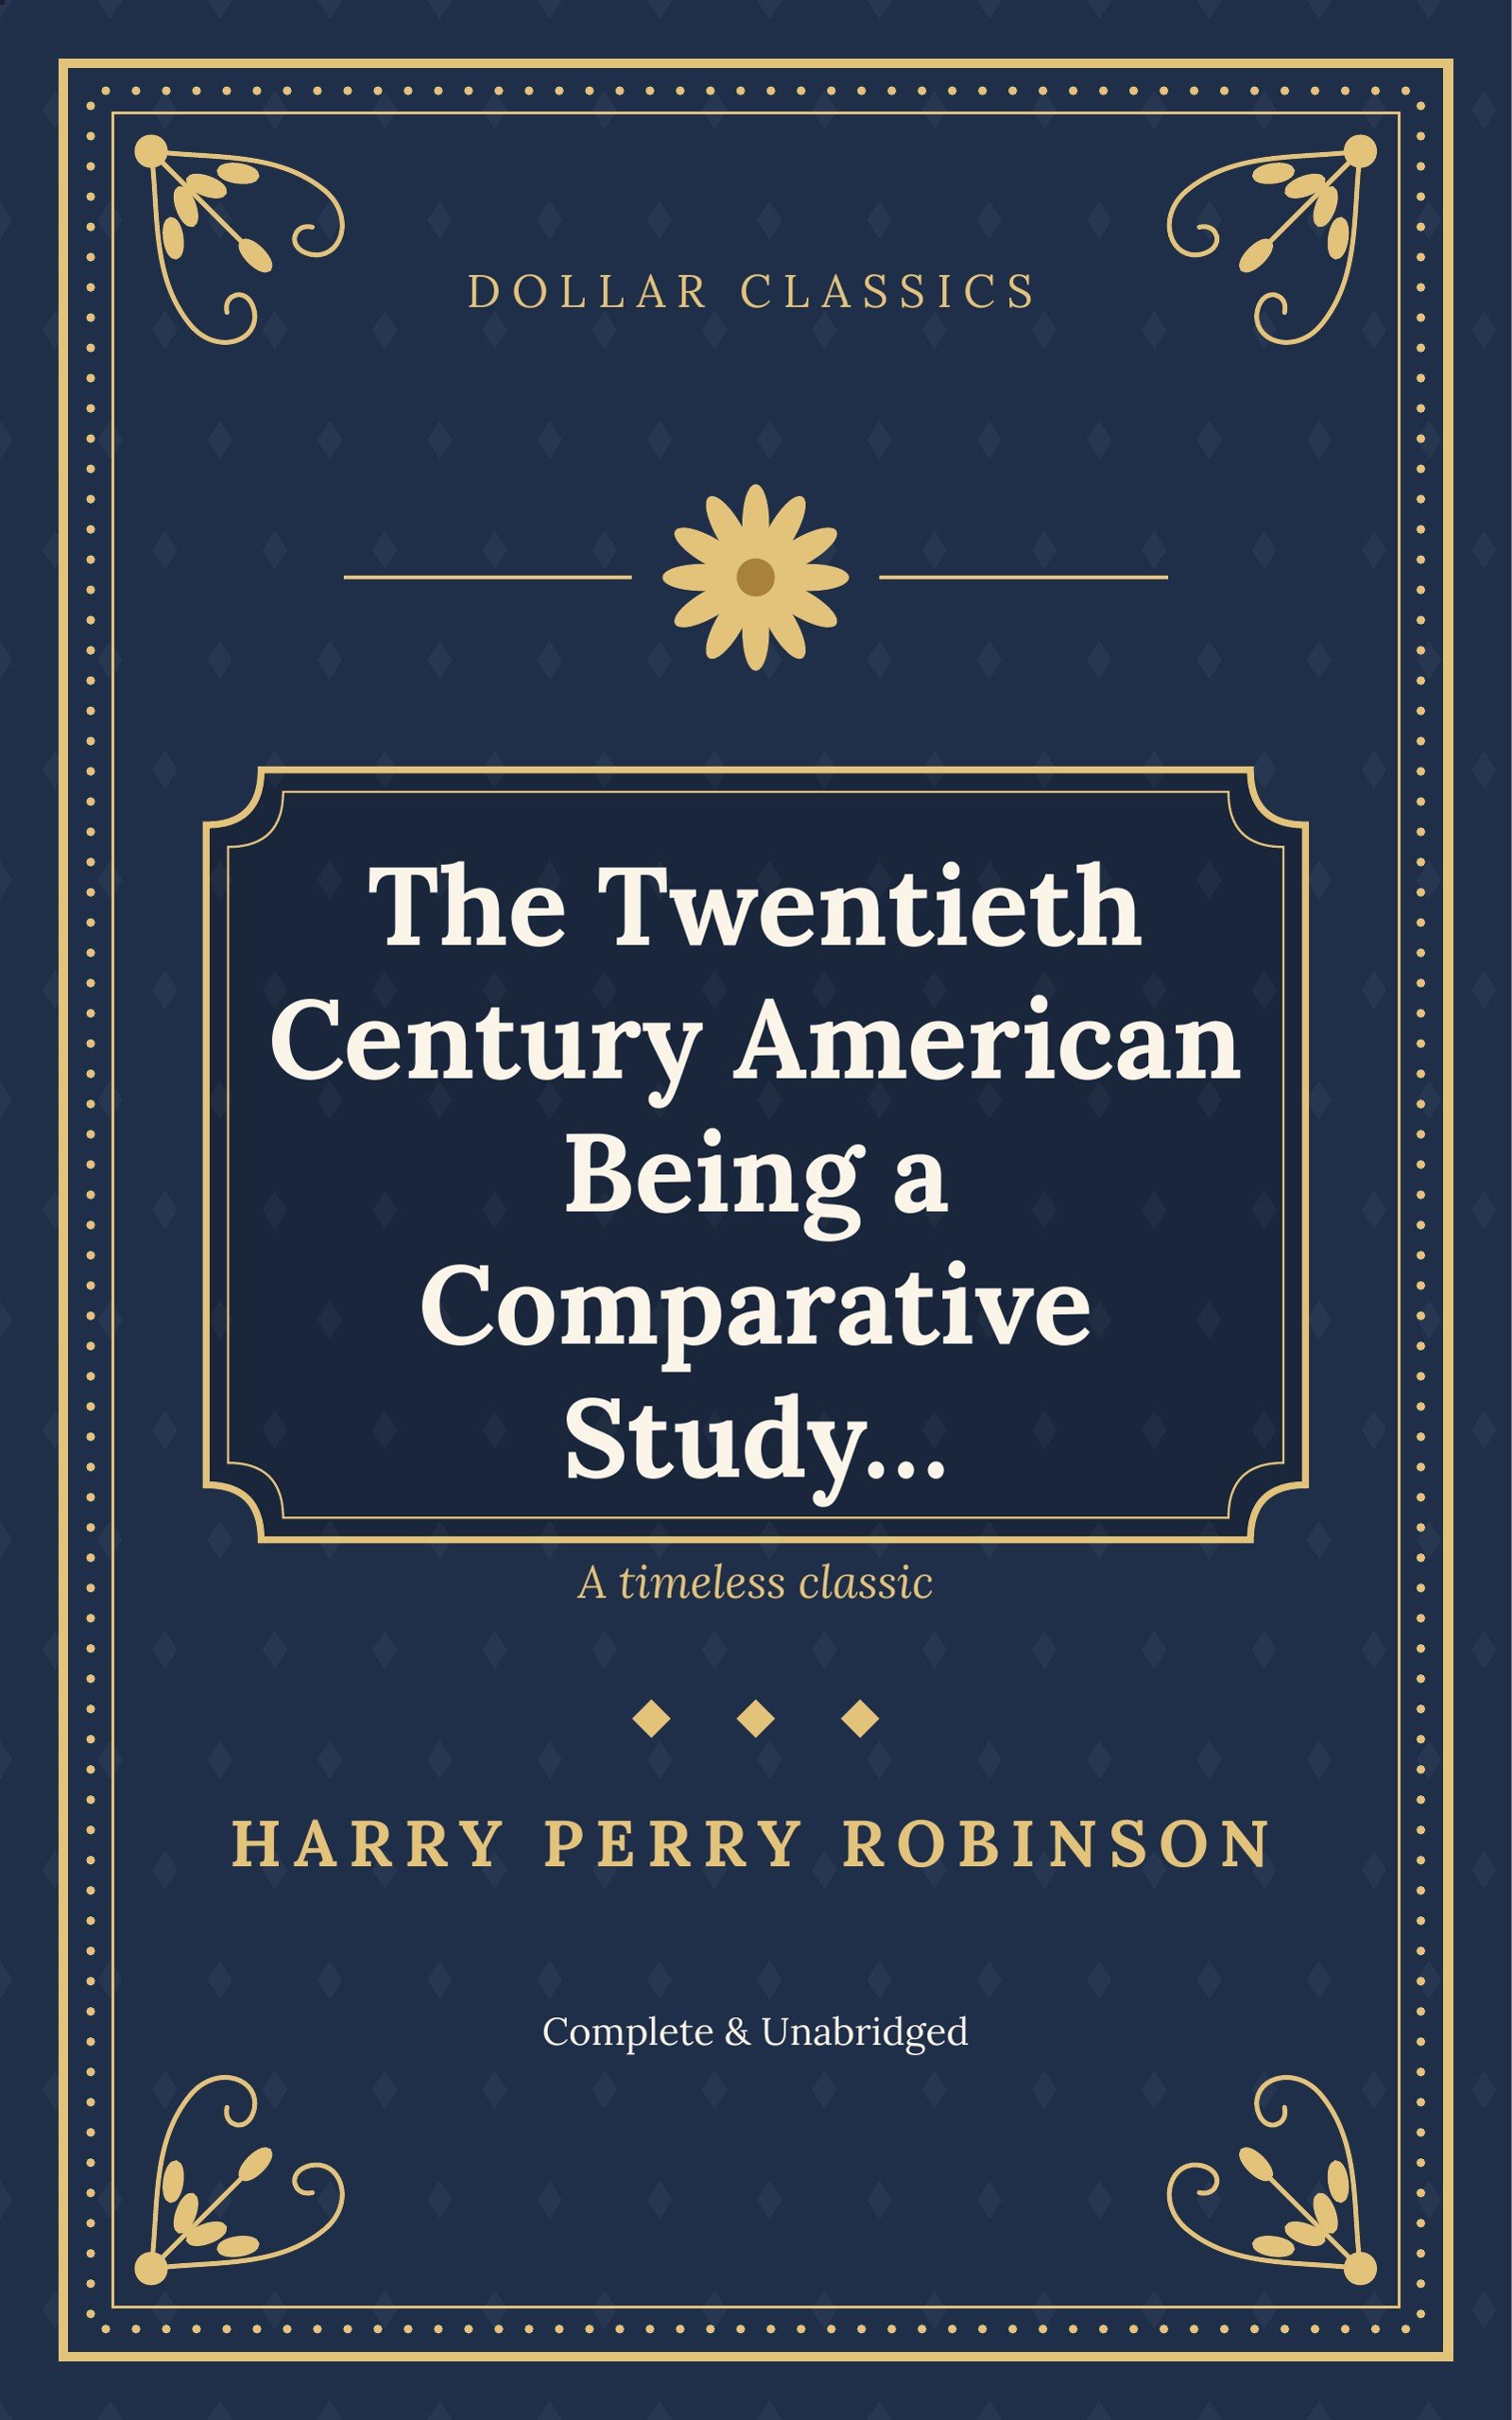 DOLLAR CLASSICS
The Twentieth
Century American
Being a
Comparative
Study...
A timeless classic
HARRY PERRY ROBINSON
Complete & Unabridged